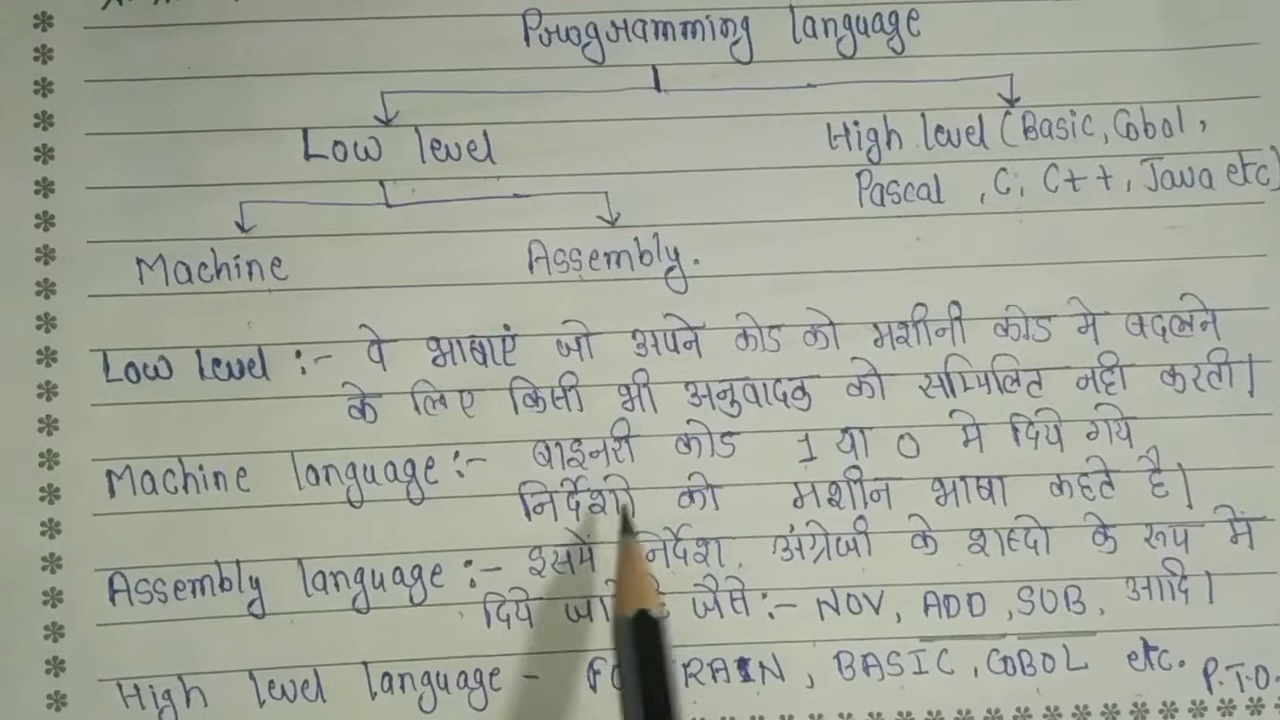 Programming language
Low level
High level (Basic, Cobol,
Pascal, C, C++, Java etc)
Machine
Assembly.
Low level :- वे भाषाएं जो अपने कोड को मशीनी कोड मे बदलने
के लिए किसी भी अनुवादक को सम्मिलित नही करती।
Machine language :- बाइनरी कोड 1 या 0 मे दिये गये
निर्देशो को मशीन भाषा कहते है।
Assembly language :- इसमें निर्देश अंग्रेजी के शब्दो के रूप में
दिये जैसे :- NOV, ADD, SUB, आदि।
High level language - BASIC, COBOL etc.
P.T.O.